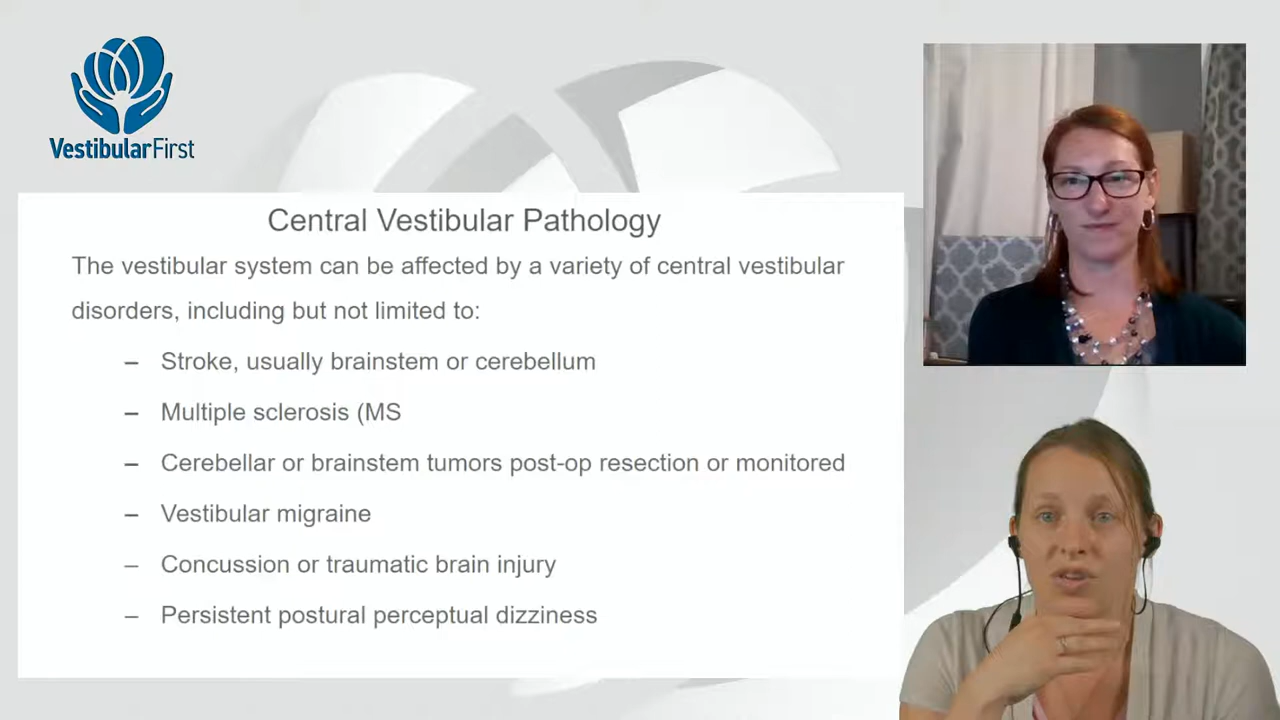 VestibularFirst
Central Vestibular Pathology
The vestibular system can be affected by a variety of central vestibular
disorders, including but not limited to:
– Stroke, usually brainstem or cerebellum
– Multiple sclerosis (MS
– Cerebellar or brainstem tumors post-op resection or monitored
– Vestibular migraine
– Concussion or traumatic brain injury
– Persistent postural perceptual dizziness